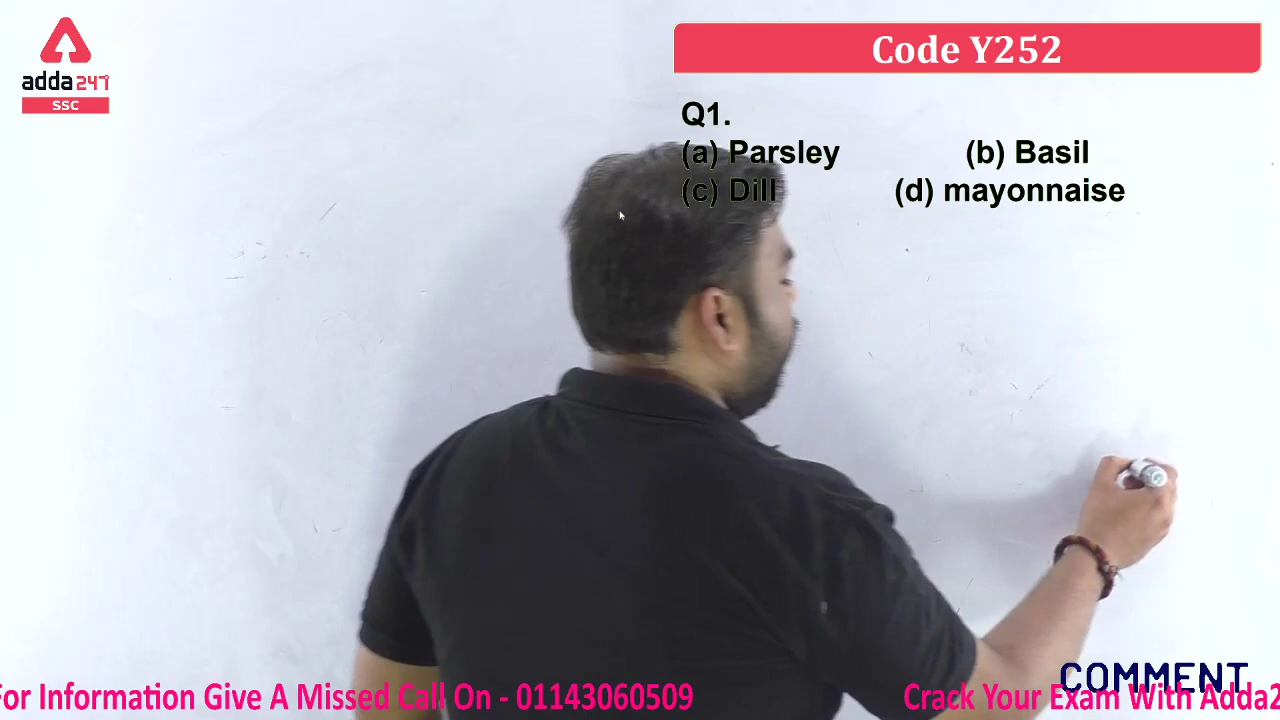 adda247
SSC
Code Y252
Q1.
(a) Parsley (b) Basil
(c) Dill (d) mayonnaise
COMMENT
For Information Give A Missed Call On - 01143060509 Crack Your Exam With Adda2